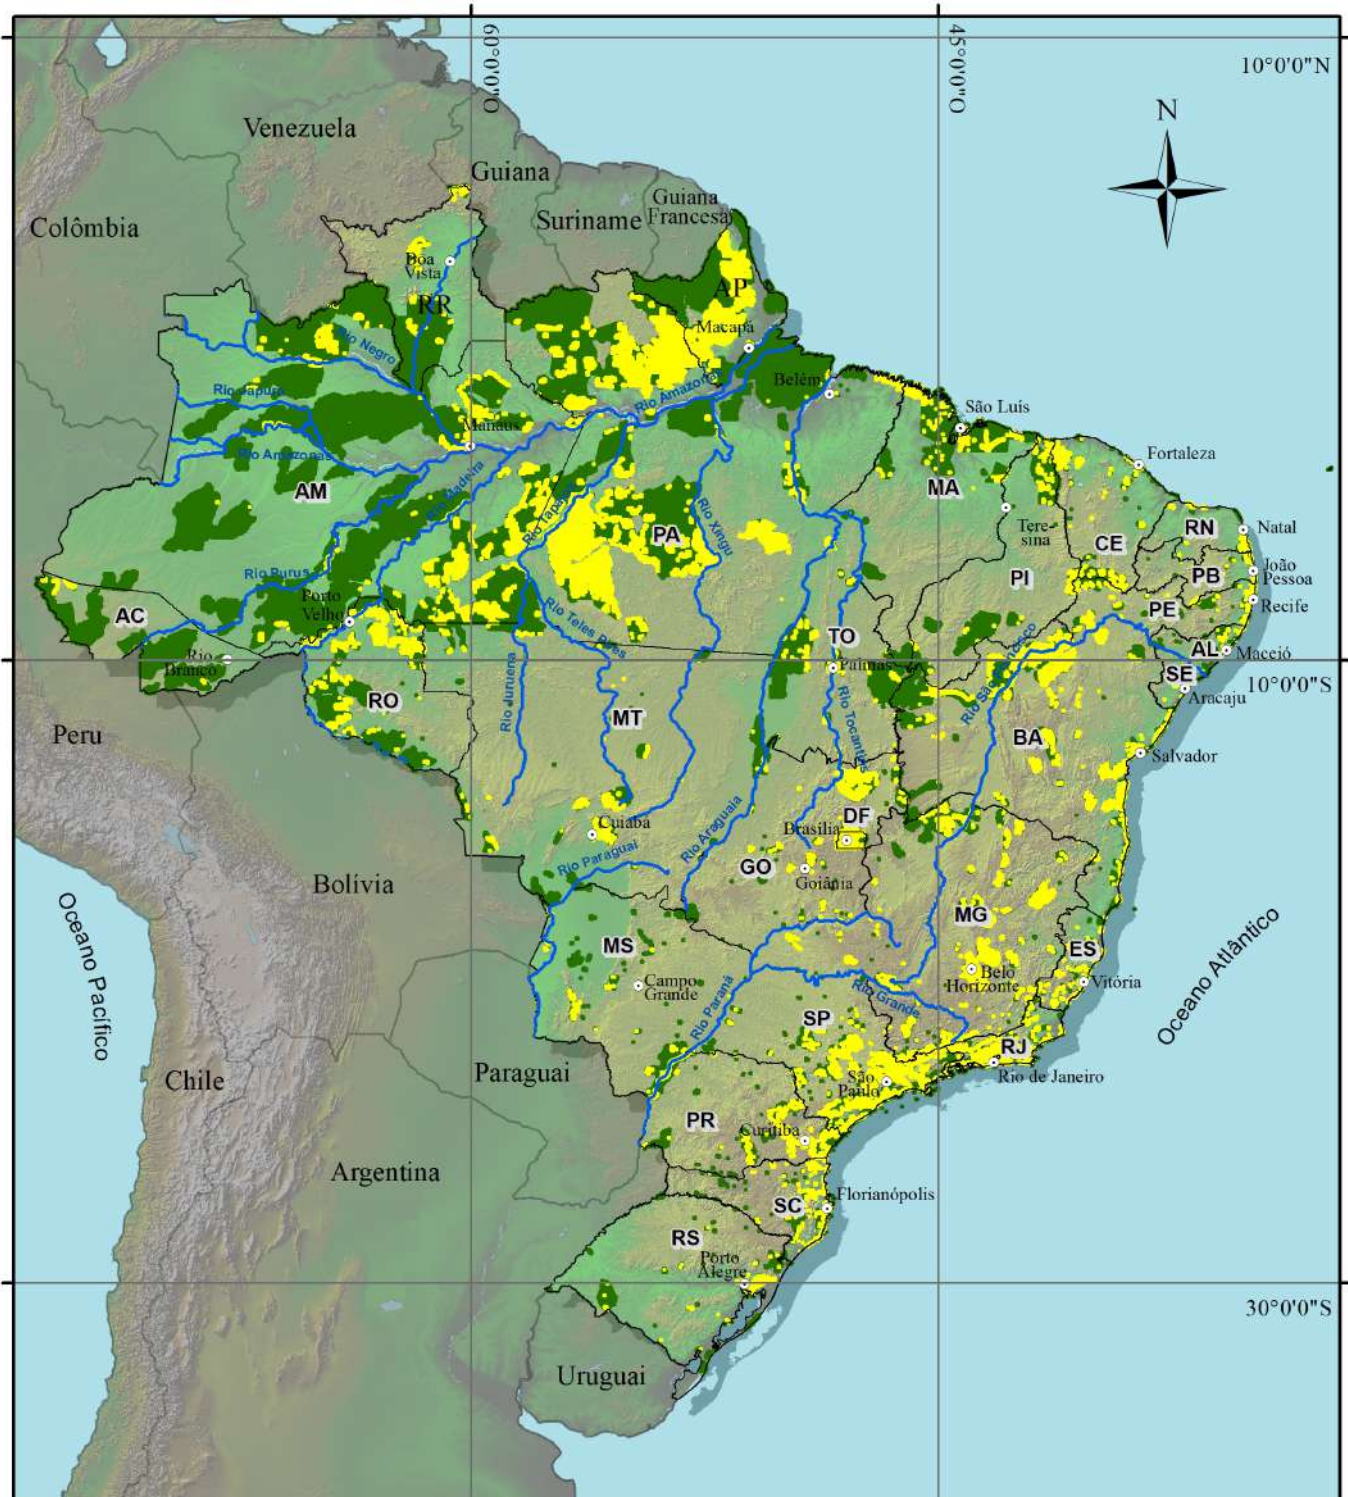 60°0'0"O
45°0'0"O
10°0'0"N
N
Venezuela
Guiana
Suriname
Guiana
Francesa
Colômbia
Boa
Vista
RR
AP
Macapá
Rio Negro
Rio Japurá
Rio Amazonas
Belém
Manaus
São Luís
Rio Amazonas
Fortaleza
AM
Rio Madeira
Rio Tapajós
PA
Rio Xingu
MA
Tere-
sina
CE
RN
Natal
João
Pessoa
PB
Rio Purus
PI
Recife
PE
Porto
Velho
AC
Rio Teles Pires
TO
Rio São Francisco
AL
Maceió
Rio
Branco
Palmas
10°0'0"S
SE
Aracaju
RO
Rio Juruena
MT
Rio Tocantins
BA
Peru
Salvador
Cuiabá
Rio Araguaia
DF
Brasília
Rio Paraguai
GO
Goiânia
Bolívia
Oceano Pacífico
MG
Oceano Atlântico
MS
ES
Belo
Horizonte
Vitória
Campo
Grande
Rio Paraná
Rio Grande
SP
RJ
Rio de Janeiro
São
Paulo
Chile
Paraguai
PR
Curitiba
Argentina
Florianópolis
SC
RS
Porto
Alegre
30°0'0"S
Uruguai